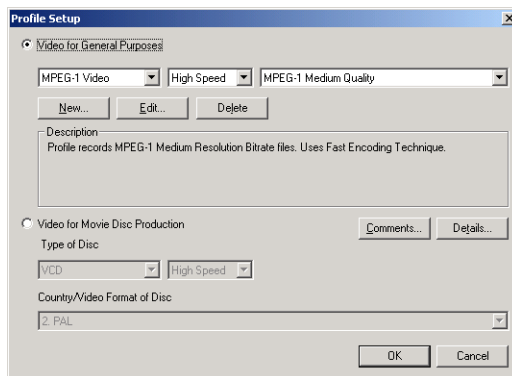 Profile Setup
Video for General Purposes
MPEG-1 Video High Speed MPEG-1 Medium Quality
New... Edit... Delete
Description
Profile records MPEG-1 Medium Resolution Bitrate files. Uses Fast Encoding Technique.
Video for Movie Disc Production
Comments... Details...
Type of Disc
VCD High Speed
Country/Video Format of Disc
2. PAL
OK Cancel